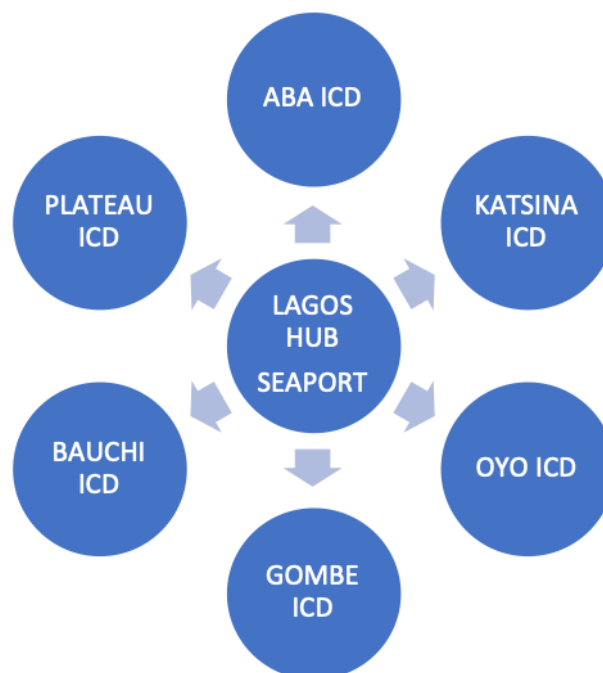 ABA ICD
PLATEAU
ICD
KATSINA
ICD
LAGOS
HUB
SEAPORT
BAUCHI
ICD
OYO ICD
GOMBE
ICD